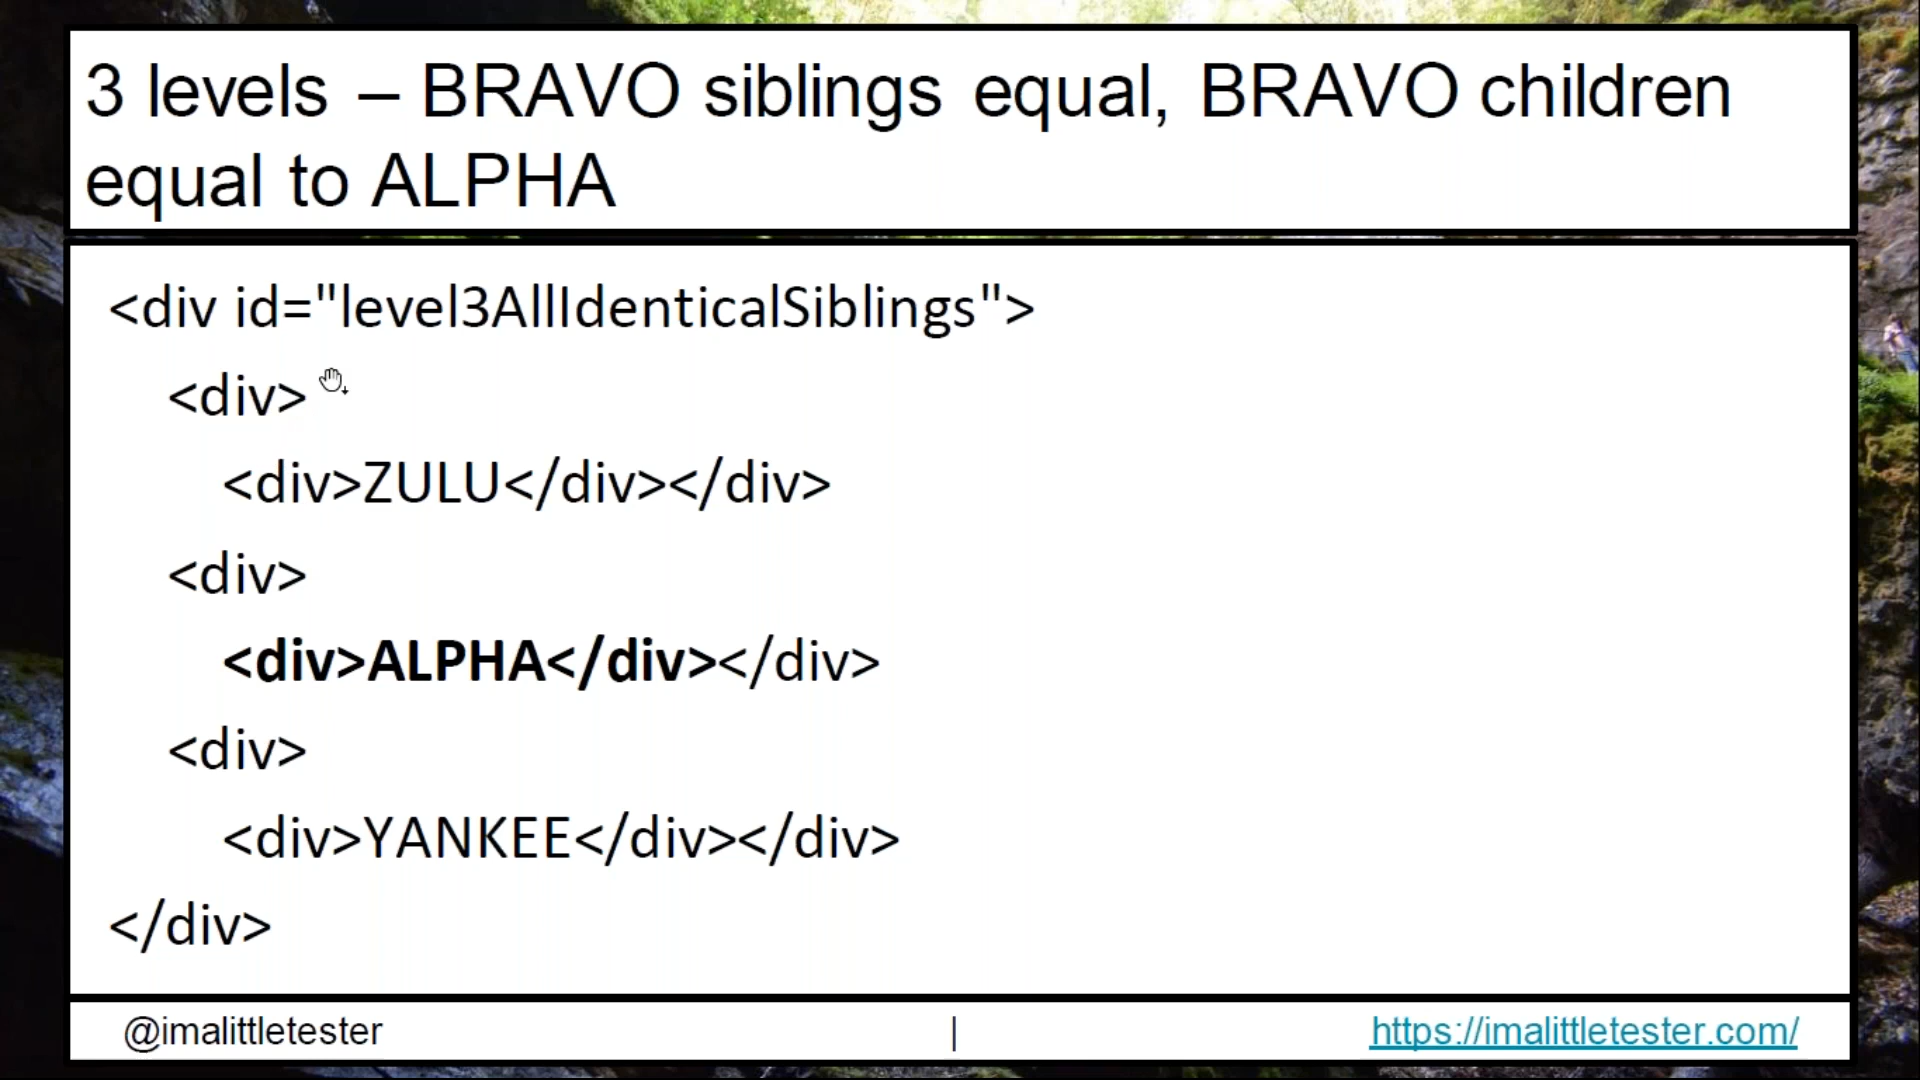 3 levels – BRAVO siblings equal, BRAVO children
equal to ALPHA
<div id="level3AllIdenticalSiblings">
<div>
<div>ZULU</div></div>
<div>
<div>ALPHA</div></div>
<div>
<div>YANKEE</div></div>
</div>
@imalittletester | https://imalittletester.com/